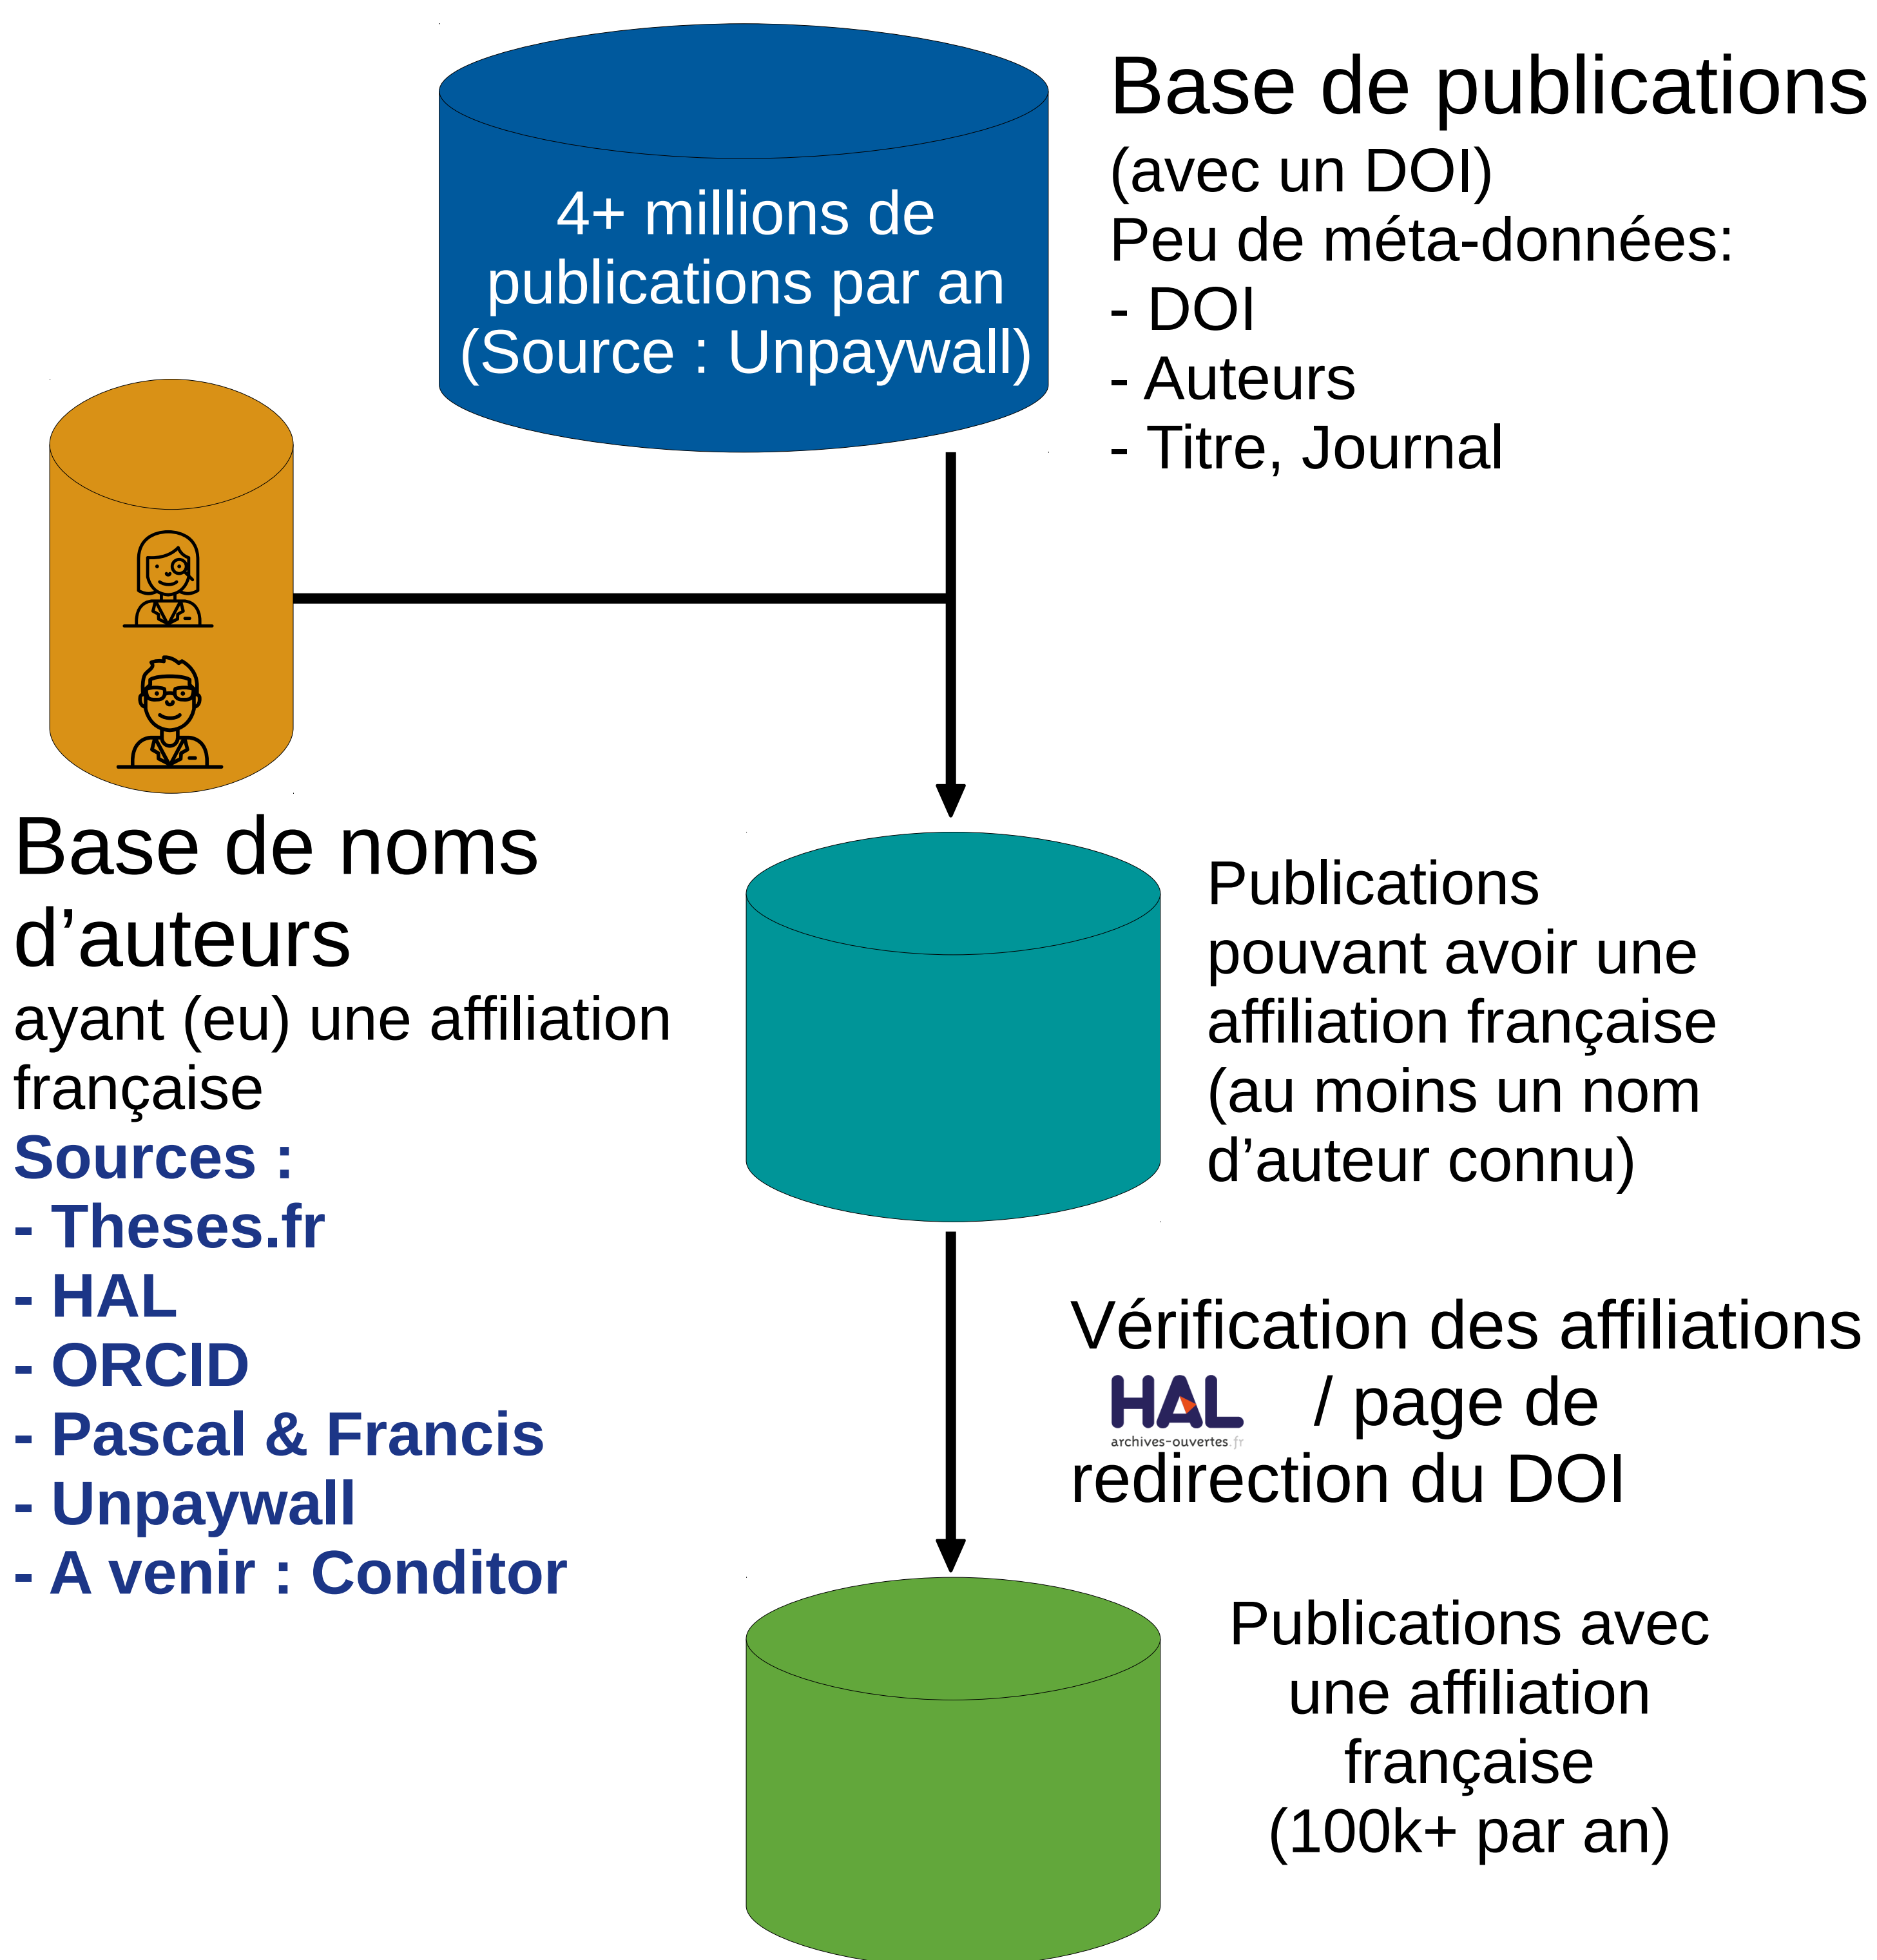 Base de publications
(avec un DOI)
Peu de méta-données:
- DOI
- Auteurs
- Titre, Journal
4+ millions de
publications par an
(Source : Unpaywall)
Base de noms
d’auteurs
ayant (eu) une affiliation
française
Sources :
- Theses.fr
- HAL
- ORCID
- Pascal & Francis
- Unpaywall
- A venir : Conditor
Publications
pouvant avoir une
affiliation française
(au moins un nom
d’auteur connu)
Vérification des affiliations
HAL / page de
archives-ouvertes.fr
redirection du DOI
Publications avec
une affiliation
française
(100k+ par an)